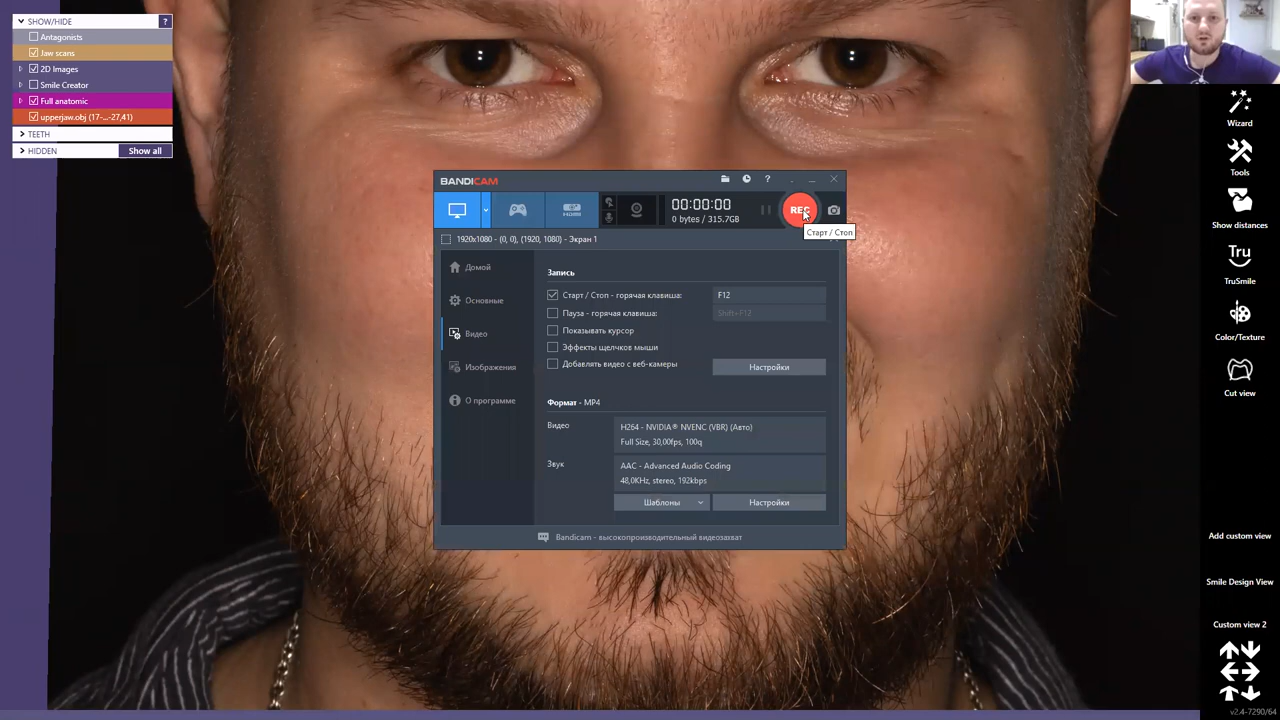 SHOW/HIDE ?
Antagonists
Jaw scans
2D Images
Smile Creator
Full anatomic
upperjaw.obj (17-...-27,41)
TEETH
HIDDEN Show all
BANDICAM ?
HDMI
00:00:00
0 bytes / 315.7GB
REC
Старт / Стоп
1920x1080 - (0, 0), (1920, 1080) - Экран 1
Домой
Основные
Видео
Изображения
О программе
Запись
Старт / Стоп - горячая клавиша: F12
Пауза - горячая клавиша: Shift+F12
Показывать курсор
Эффекты щелчков мыши
Добавлять видео с веб-камеры Настройки
Формат - MP4
Видео H264 - NVIDIA® NVENC (VBR) (Авто)
Full Size, 30,00fps, 100q
Звук AAC - Advanced Audio Coding
48,0KHz, stereo, 192kbps
Шаблоны Настройки
Bandicam - высокопроизводительный видеозахват
Wizard
Tools
Show distances
Tru
TruSmile
Color/Texture
Cut view
Add custom view
Smile Design View
Custom view 2
v2.4-7290/64